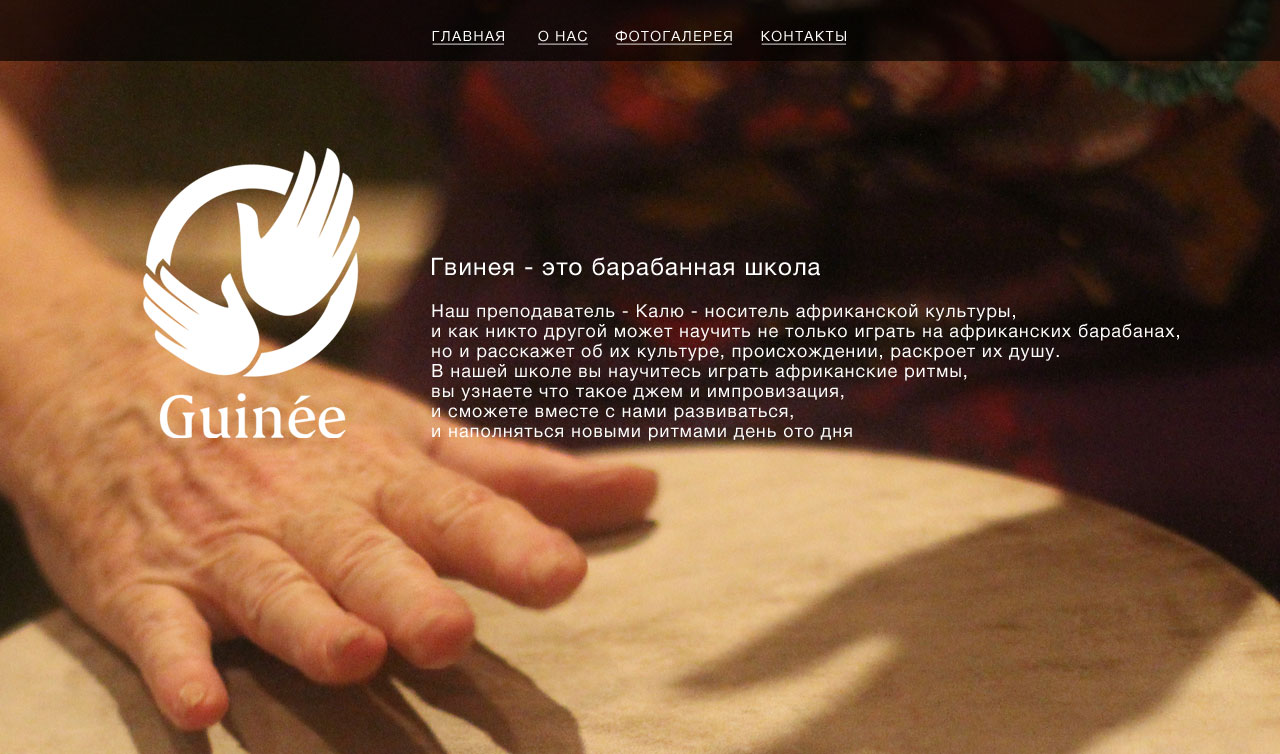 ГЛАВНАЯ О НАС ФОТОГАЛЕРЕЯ КОНТАКТЫ
Гвинея - это барабанная школа
Наш преподаватель - Калю - носитель африканской культуры,
и как никто другой может научить не только играть на африканских барабанах,
но и расскажет об их культуре, происхождении, раскроет их душу.
В нашей школе вы научитесь играть африканские ритмы,
вы узнаете что такое джем и импровизация,
и сможете вместе с нами развиваться,
и наполняться новыми ритмами день ото дня
Guinée